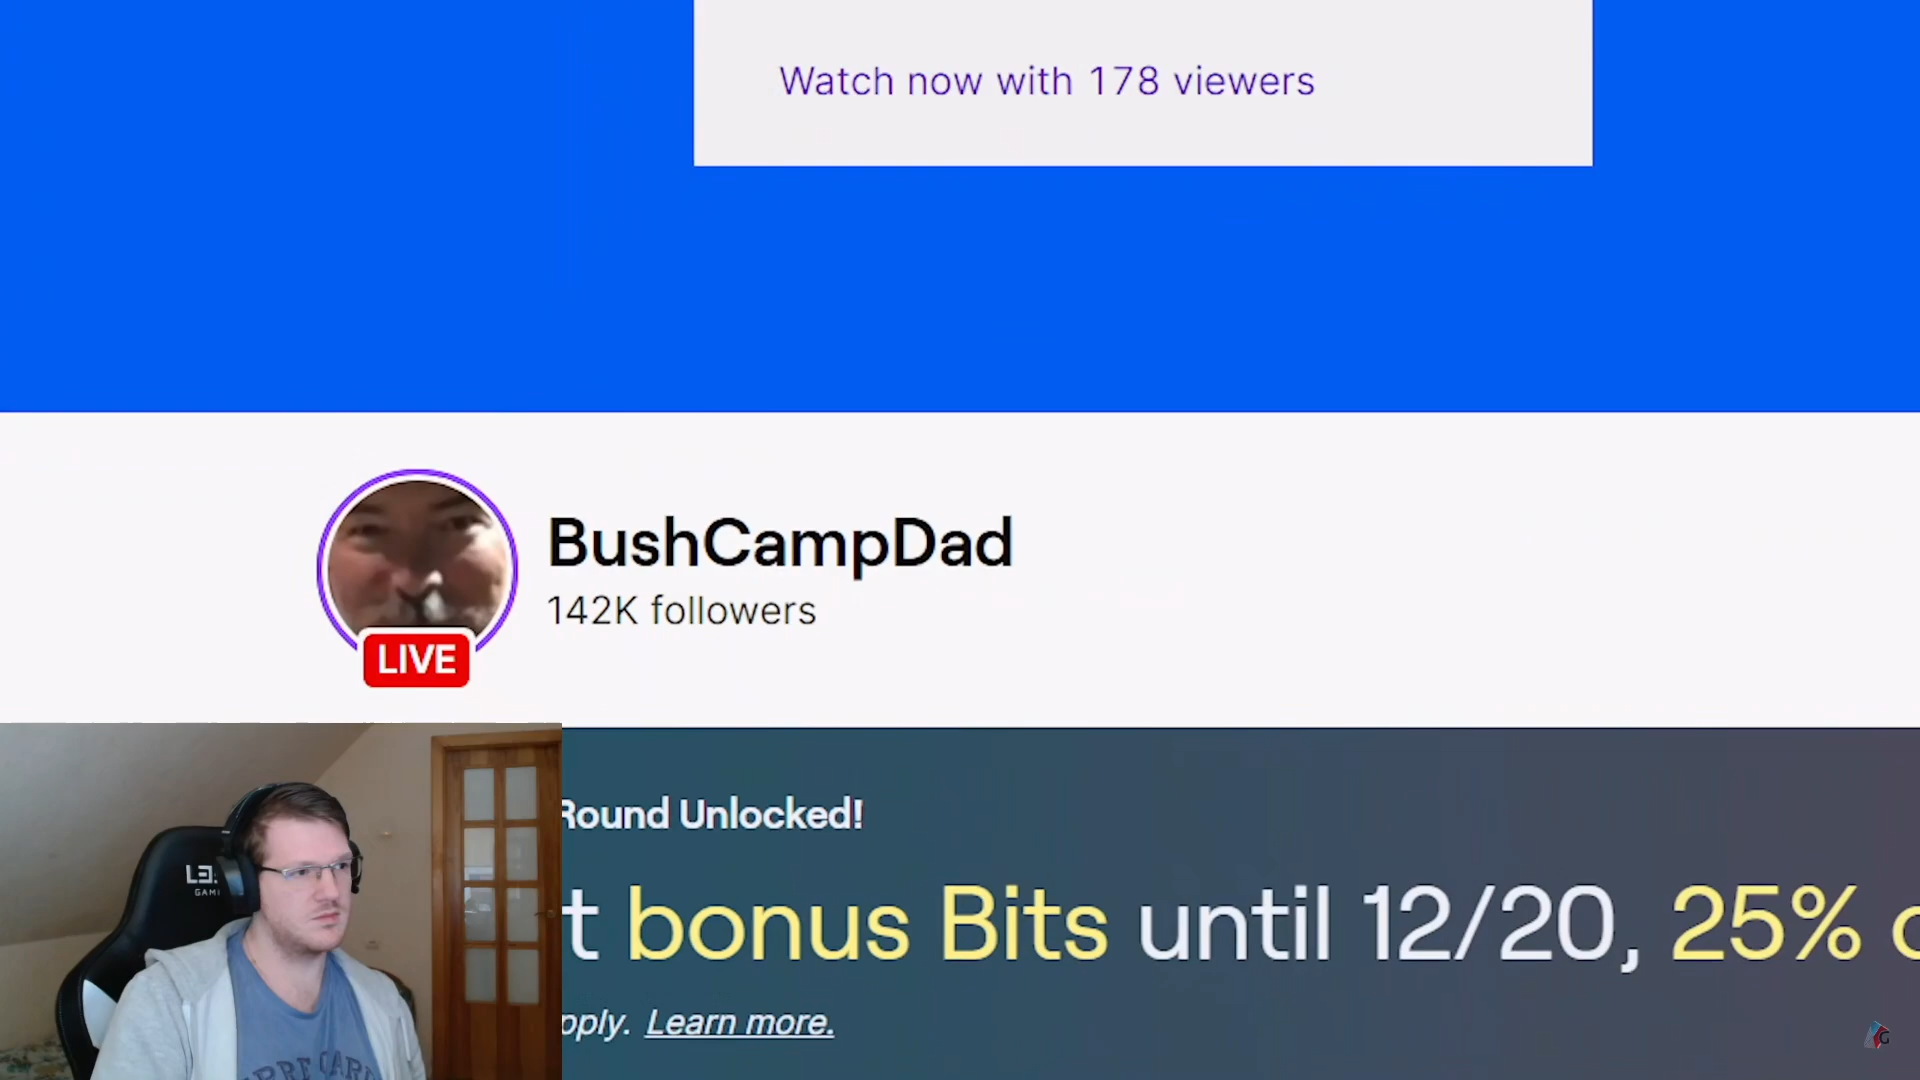 Watch now with 178 viewers
BushCampDad
142K followers
LIVE
Round Unlocked!
bonus Bits until 12/20, 25%
Learn more.
GAMI